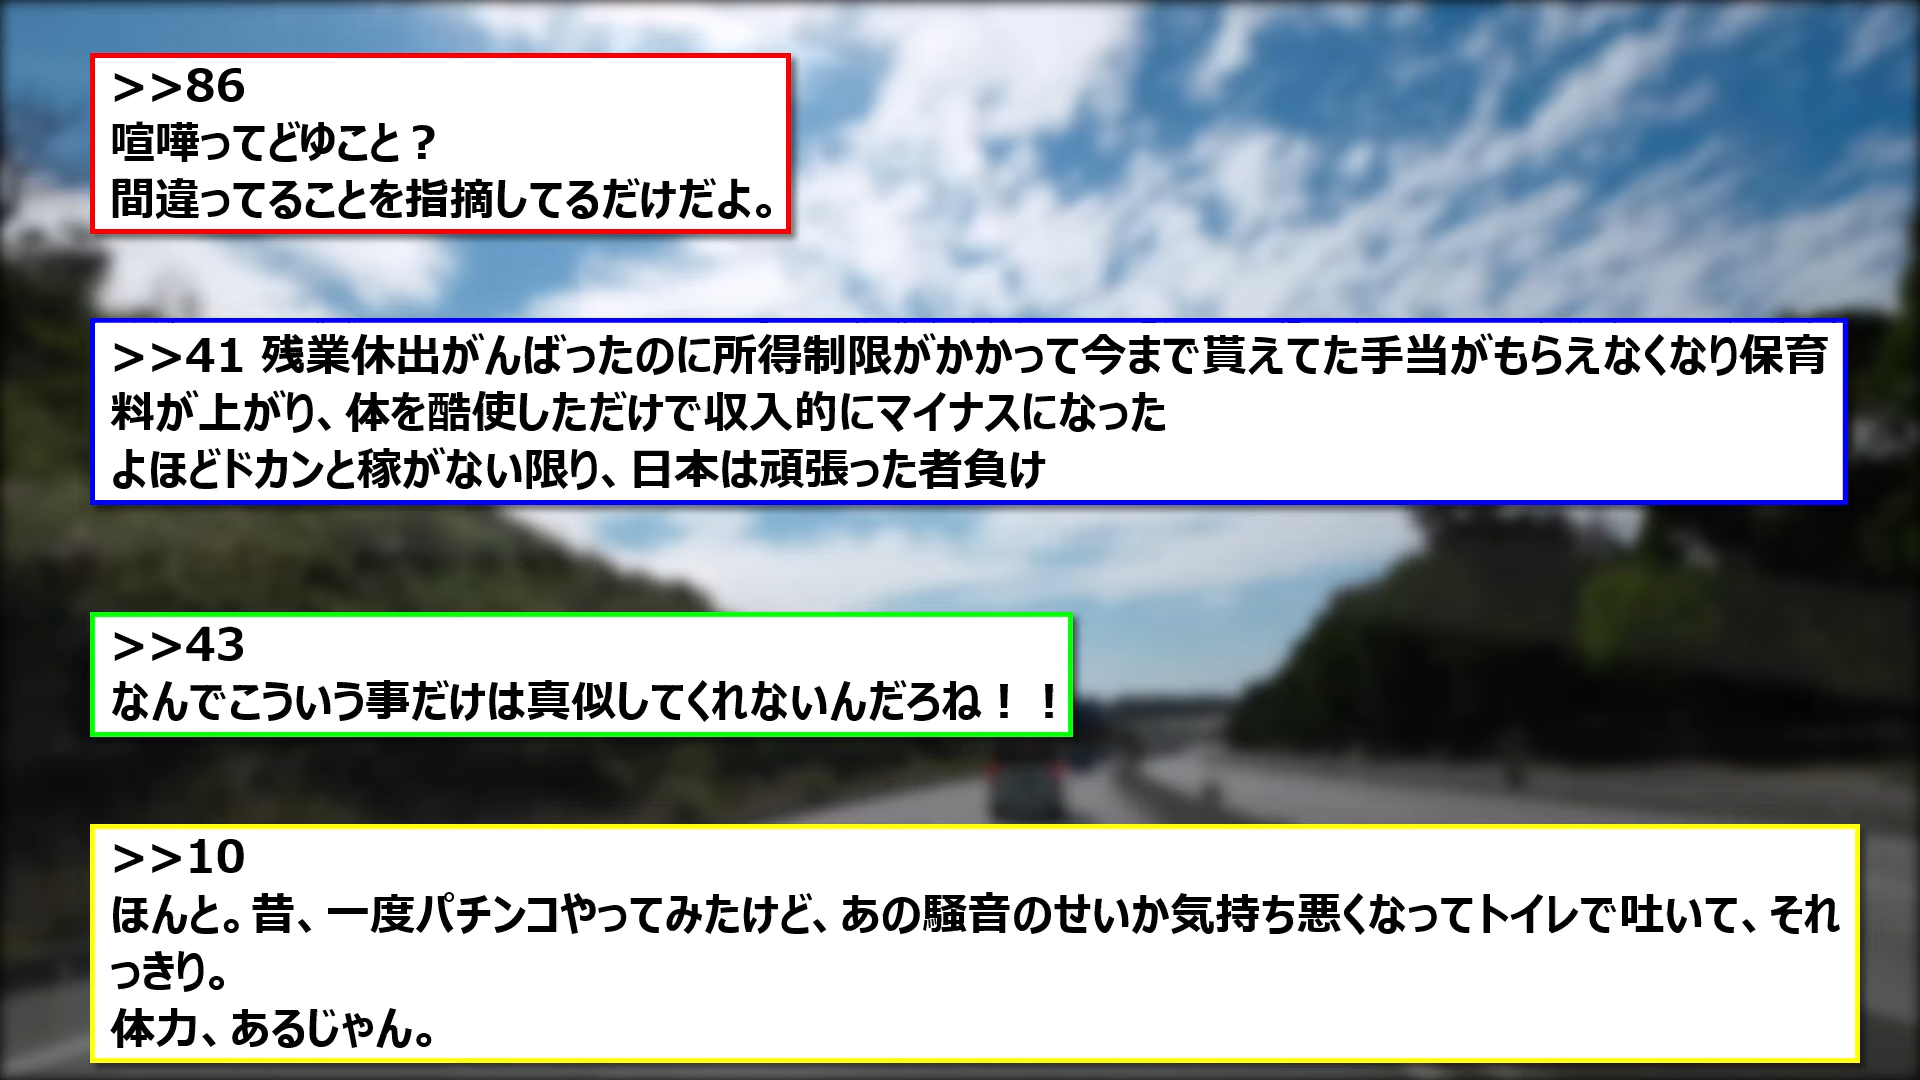 >>86
喧嘩ってどゆこと？
間違ってることを指摘してるだけだよ。
>>41 残業休出がんばったのに所得制限がかかって今まで貰えてた手当がもらえなくなり保育
料が上がり、体を酷使しただけで収入的にマイナスになった
よほどドカンと稼がない限り、日本は頑張った者負け
>>43
なんでこういう事だけは真似してくれないんだろね！！
>>10
ほんと。昔、一度パチンコやってみたけど、あの騒音のせいか気持ち悪くなってトイレで吐いて、それ
っきり。
体力、あるじゃん。